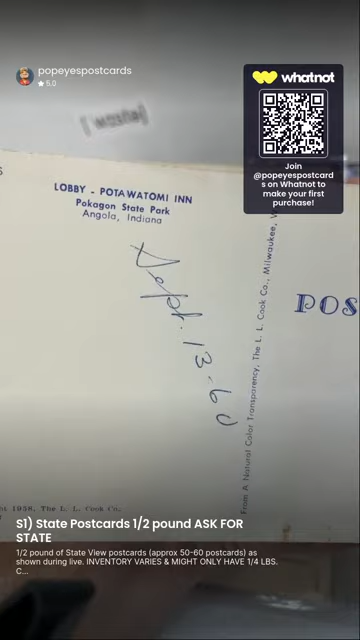 popeyespostcards
5.0
whatnot
Join
@popeyespostcard
s on Whatnot to
make your first
purchase!
LOBBY - POTAWATOMI INN
Pokagon State Park
Angola, Indiana
Sept. 13-60
From A Natural Color Transparency, The L. L. Cook Co., Milwaukee, W
POS
1958, The L. L. Cook Co.
S1) State Postcards 1/2 pound ASK FOR
STATE
1/2 pound of State View postcards (approx 50-60 postcards) as
shown during live. INVENTORY VARIES & MIGHT ONLY HAVE 1/4 LBS.
C...